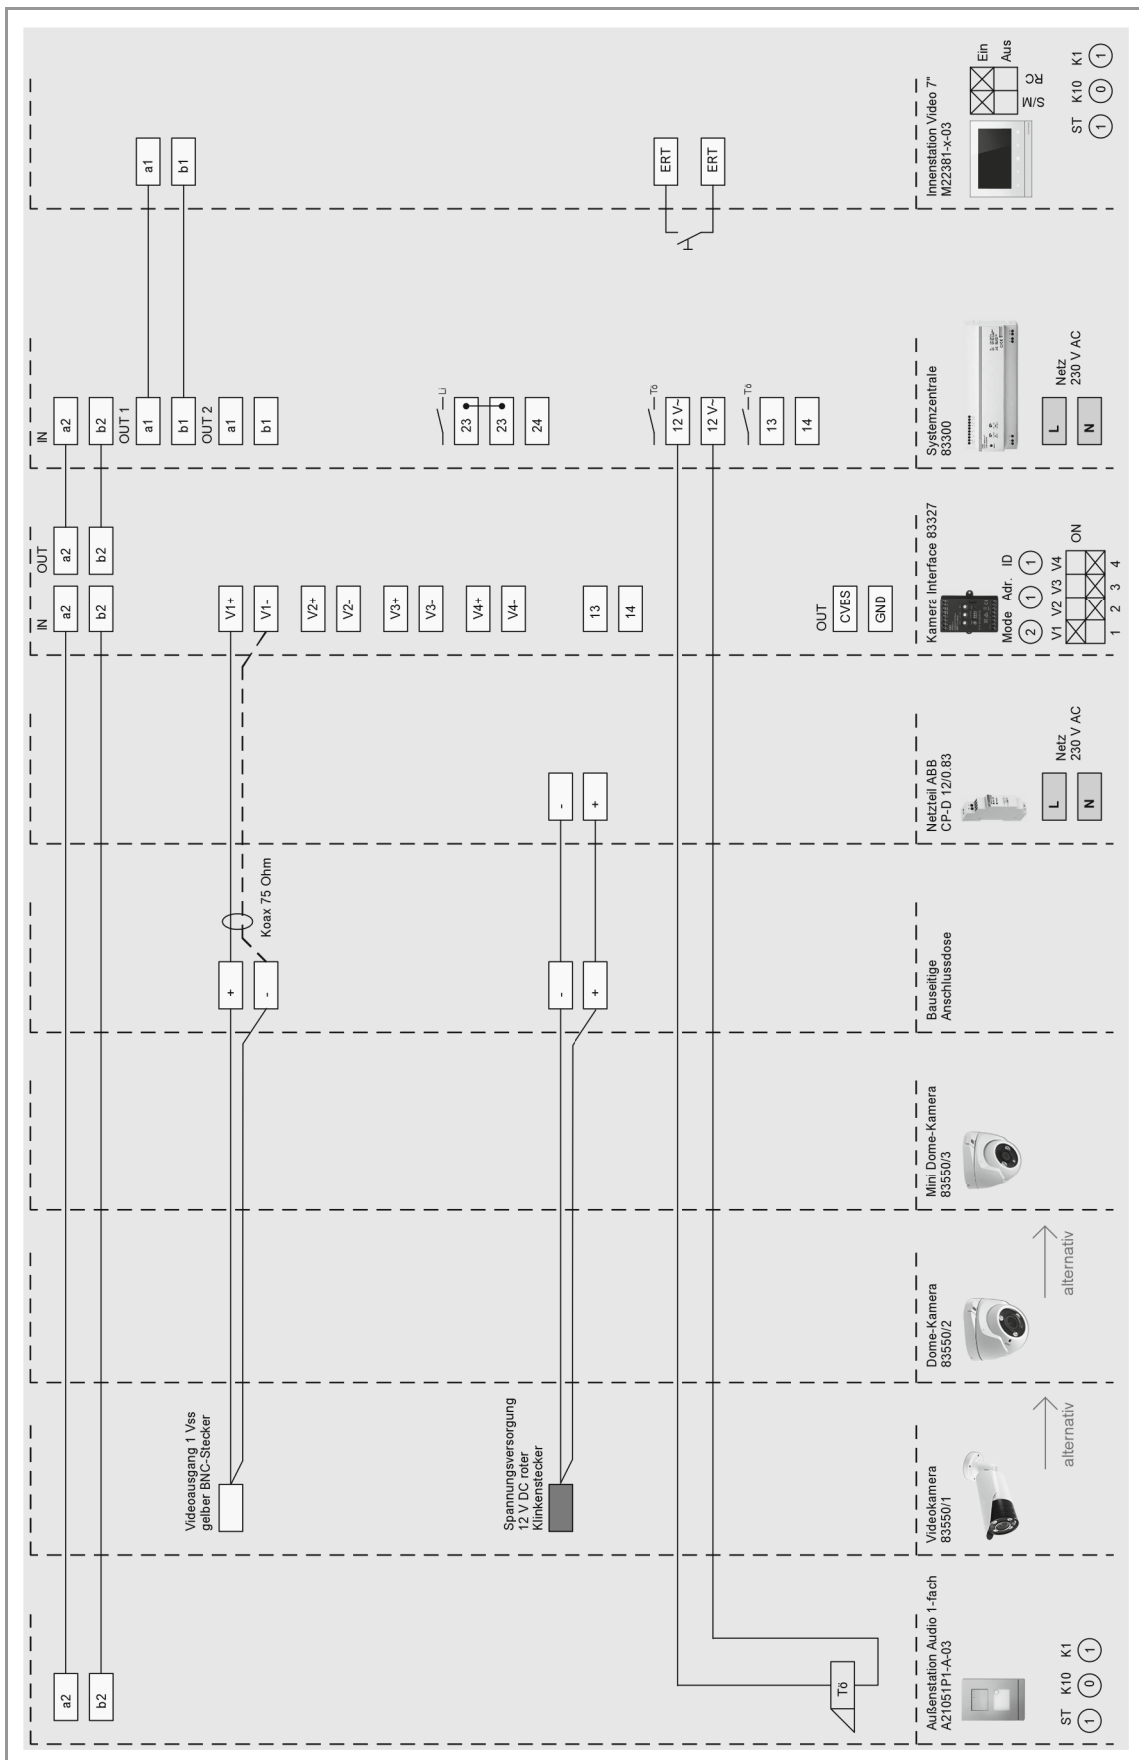 Außenstation Audio 1-fach
A21051P1-A-03
ST K10 K1
1 0 1
a2
b2
Tö
Videokamera
83550/1
alternativ
Videoausgang 1 Vss
gelber BNC-Stecker
Spannungsversorgung
12 V DC roter
Klinkenstecker
Dome-Kamera
83550/2
alternativ
Mini Dome-Kamera
83550/3
Bauseitige
Anschlussdose
+
-
-
+
Koax 75 Ohm
Netzteil ABB
CP-D 12/0.83
Netz
230 V AC
L
N
-
+
Kamera Interface 83327
Mode Adr. ID
2 1 1
V1 V2 V3 V4
ON
1 2 3 4
IN
a2
b2
OUT
a2
b2
V1+
V1-
V2+
V2-
V3+
V3-
V4+
V4-
13
14
OUT
CVES
GND
Systemzentrale
83300
Netz
230 V AC
L
N
IN
a2
b2
OUT 1
a1
b1
OUT 2
a1
b1
Li
23
23
24
Tö
12 V~
12 V~
Tö
13
14
Innenstation Video 7"
M22381-x-03
Ein
Aus
S/M RC
ST K10 K1
1 0 1
a1
b1
ERT
ERT